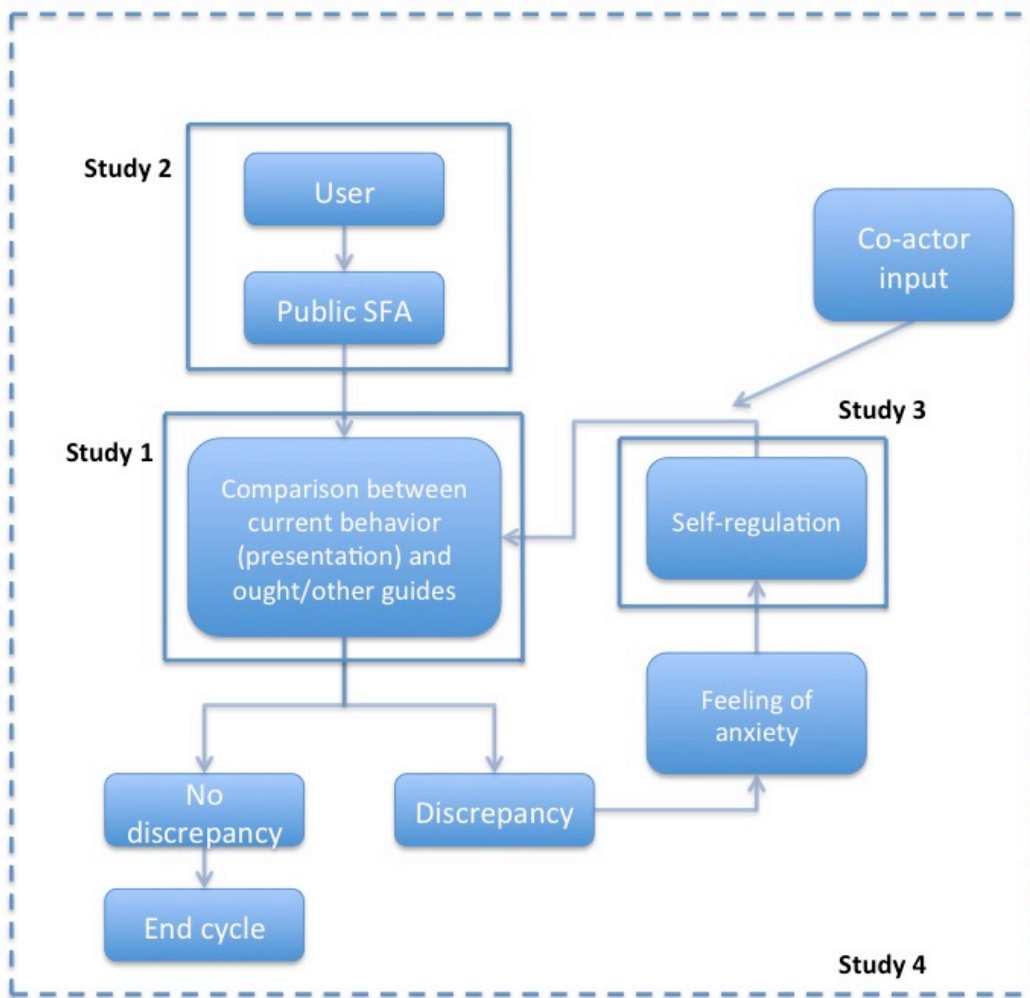 Study 2
User
Public SFA
Co-actor
input
Study 3
Study 1
Comparison between
current behavior
(presentation) and
ought/other guides
Self-regulation
Feeling of
anxiety
No
discrepancy
Discrepancy
End cycle
Study 4